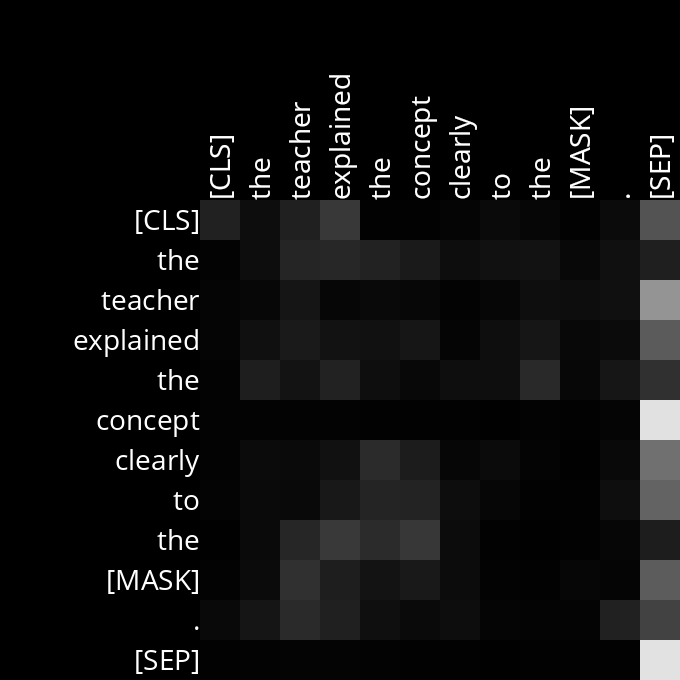 [CLS] the teacher explained the concept clearly to the [MASK] . [SEP]
[CLS]
the
teacher
explained
the
concept
clearly
to
the
[MASK]
.
[SEP]